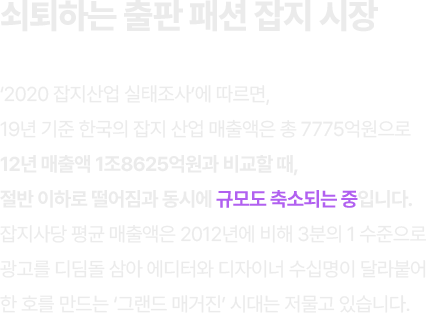 쇠퇴하는 출판 패션 잡지 시장
‘2020 잡지산업 실태조사’에 따르면,
19년 기준 한국의 잡지 산업 매출액은 총 7775억원으로
12년 매출액 1조8625억원과 비교할 때,
절반 이하로 떨어짐과 동시에 규모도 축소되는 중입니다.
잡지사당 평균 매출액은 2012년에 비해 3분의 1 수준으로
광고를 디딤돌 삼아 에디터와 디자이너 수십명이 달라붙어
한 호를 만드는 ‘그랜드 매거진’ 시대는 저물고 있습니다.